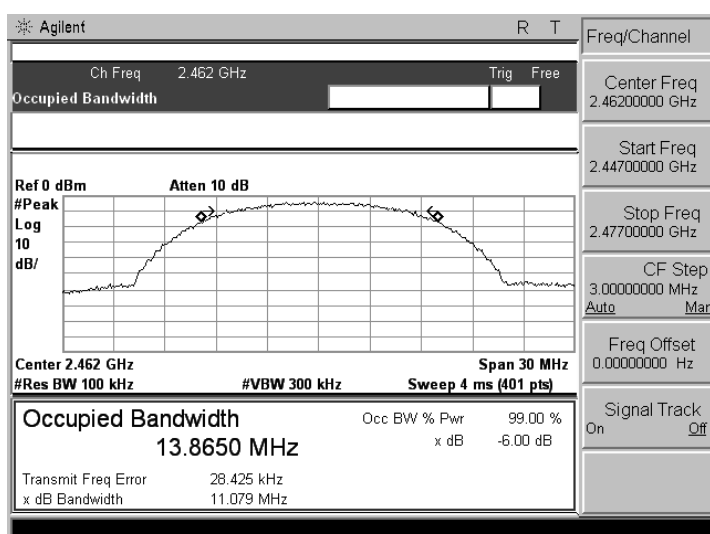 Agilent R T
Ch Freq 2.462 GHz Trig Free
Occupied Bandwidth
Ref 0 dBm Atten 10 dB
#Peak
Log
10
dB/
Center 2.462 GHz Span 30 MHz
#Res BW 100 kHz #VBW 300 kHz Sweep 4 ms (401 pts)
Occupied Bandwidth Occ BW % Pwr 99.00 %
13.8650 MHz x dB -6.00 dB
Transmit Freq Error 28.425 kHz
x dB Bandwidth 11.079 MHz
Freq/Channel
Center Freq
2.46200000 GHz
Start Freq
2.44700000 GHz
Stop Freq
2.47700000 GHz
CF Step
3.00000000 MHz
Auto Mar
Freq Offset
0.00000000 Hz
Signal Track
On Off